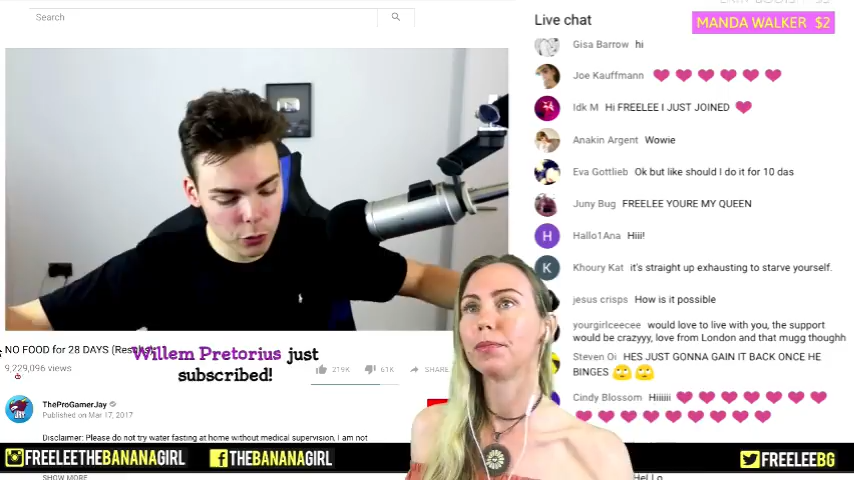 Search
Live chat
MANDA WALKER $2
Gisa Barrow hi
Joe Kauffmann
Idk M Hi FREELEE I JUST JOINED
Anakin Argent Wowie
Eva Gottlieb Ok but like should I do it for 10 das
Juny Bug FREELEE YOURE MY QUEEN
H Hallo1Ana Hiii!
K Khoury Kat it's straight up exhausting to starve yourself.
jesus crisps How is it possible
yourgirlceecee would love to live with you, the support
would be crazyyy, love from London and that mugg thoughh
Steven Oi HES JUST GONNA GAIN IT BACK ONCE HE
BINGES
Cindy Blossom Hiiiiii
NO FOOD for 28 DAYS
Willem Pretorius just
subscribed!
9,229,096 views
219K 61K SHARE
TheProGamerJay
Published on Mar 17, 2017
Disclaimer: Please do not try water fasting at home without medical supervision, I am not
FREELEETHEBANANAGIRL
THEBANANAGIRL
FREELEEBG
SHOW MORE